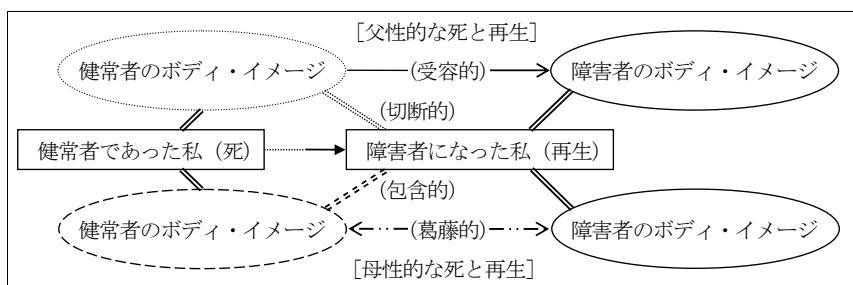 [父性的な死と再生]
健常者のボディ・イメージ
(受容的)
障害者のボディ・イメージ
(切断的)
健常者であった私（死）
障害者になった私（再生）
(包含的)
健常者のボディ・イメージ
(葛藤的)
障害者のボディ・イメージ
[母性的な死と再生]